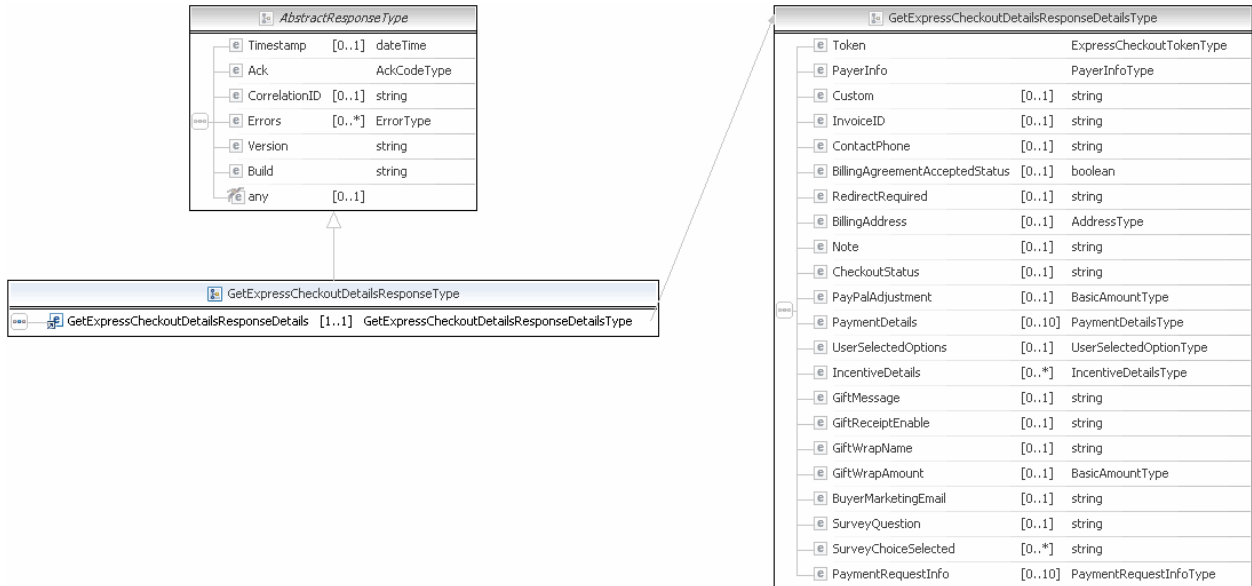 AbstractResponseType
e Timestamp [0..1] dateTime
e Ack AckCodeType
e CorrelationID [0..1] string
e Errors [0..*] ErrorType
e Version string
e Build string
e any [0..1]
GetExpressCheckoutDetailsResponseType
e GetExpressCheckoutDetailsResponseDetails [1..1] GetExpressCheckoutDetailsResponseDetailsType
GetExpressCheckoutDetailsResponseDetailsType
e Token ExpressCheckoutTokenType
e PayerInfo PayerInfoType
e Custom [0..1] string
e InvoiceID [0..1] string
e ContactPhone [0..1] string
e BillingAgreementAcceptedStatus [0..1] boolean
e RedirectRequired [0..1] string
e BillingAddress [0..1] AddressType
e Note [0..1] string
e CheckoutStatus [0..1] string
e PayPalAdjustment [0..1] BasicAmountType
e PaymentDetails [0..10] PaymentDetailsType
e UserSelectedOptions [0..1] UserSelectedOptionType
e IncentiveDetails [0..*] IncentiveDetailsType
e GiftMessage [0..1] string
e GiftReceiptEnable [0..1] string
e GiftWrapName [0..1] string
e GiftWrapAmount [0..1] BasicAmountType
e BuyerMarketingEmail [0..1] string
e SurveyQuestion [0..1] string
e SurveyChoiceSelected [0..*] string
e PaymentRequestInfo [0..10] PaymentRequestInfoType